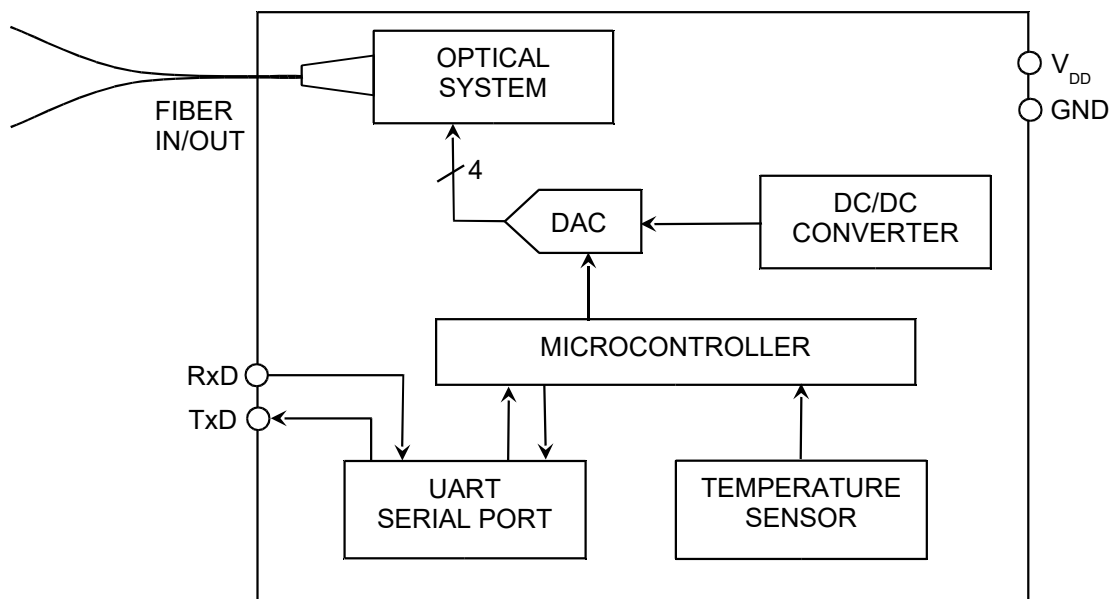 OPTICAL
SYSTEM
V_DD
GND
FIBER
IN/OUT
4
DAC
DC/DC
CONVERTER
MICROCONTROLLER
RxD
TxD
UART
SERIAL PORT
TEMPERATURE
SENSOR